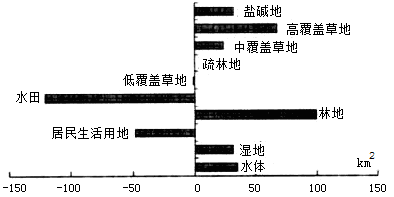 盐碱地
高覆盖草地
中覆盖草地
疏林地
低覆盖草地
水田
林地
居民生活用地
湿地
水体
km²
-150 -100 -50 0 50 100 150